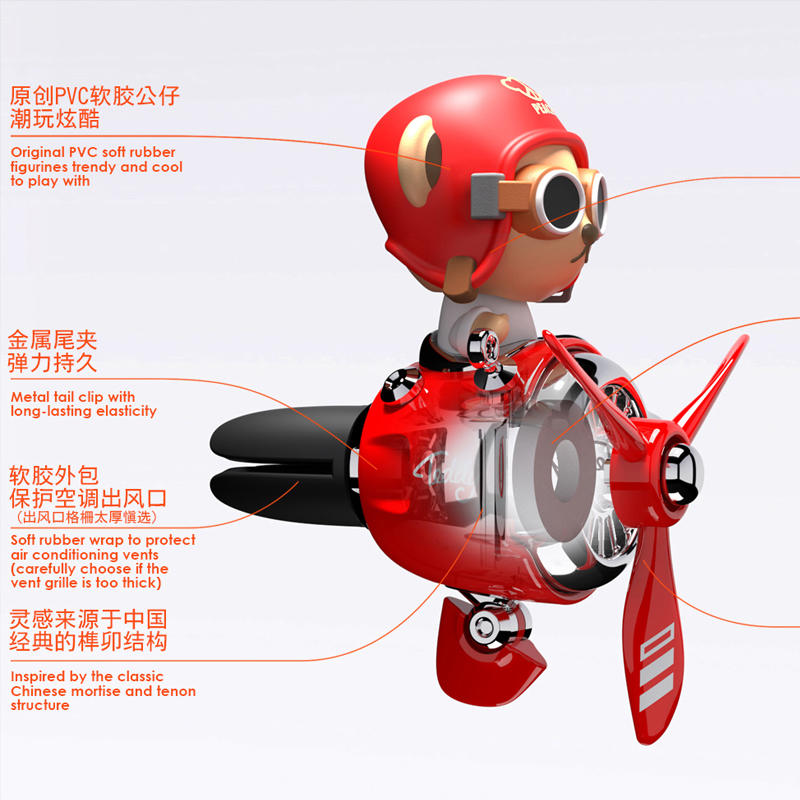 原创PVC软胶公仔
潮玩炫酷
Original PVC soft rubber
figurines trendy and cool
to play with
金属尾夹
弹力持久
Metal tail clip with
long-lasting elasticity
软胶外包
保护空调出风口
（出风口格栅太厚慎选）
Soft rubber wrap to protect
air conditioning vents
(carefully choose if the
vent grille is too thick)
灵感来源于中国
经典的榫卯结构
Inspired by the classic
Chinese mortise and tenon
structure